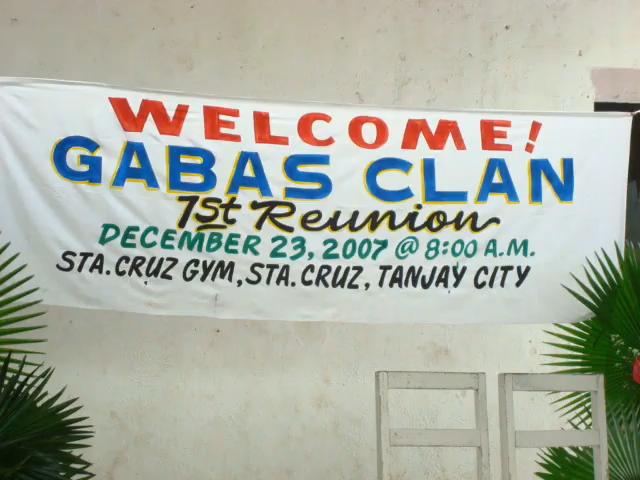 WELCOME!
GABAS CLAN
1st Reunion
DECEMBER 23, 2007 @ 8:00 A.M.
STA. CRUZ GYM, STA. CRUZ, TANJAY CITY